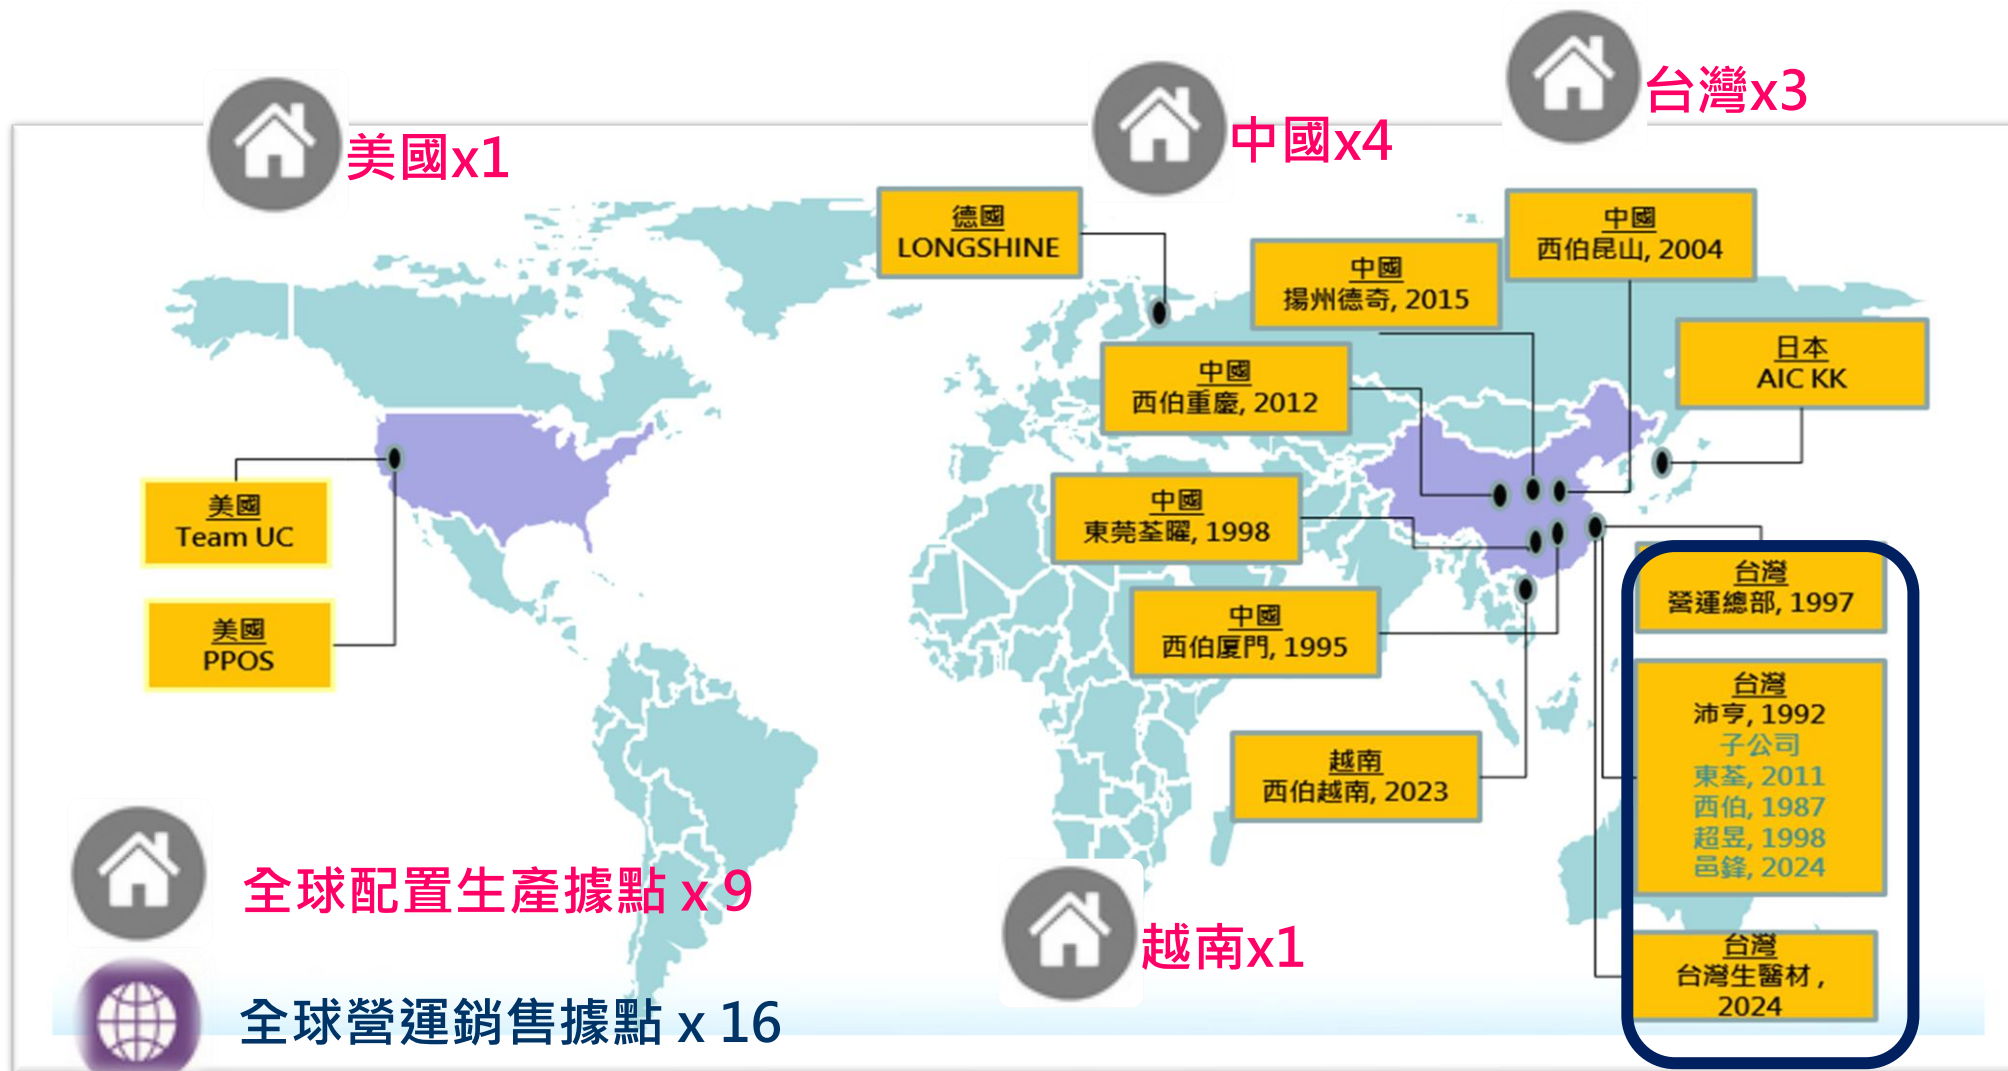 台灣x3
中國x4
美國x1
德國
LONGSHINE
中國
西伯昆山, 2004
中國
揚州德奇, 2015
日本
AIC KK
中國
西伯重慶, 2012
美國
Team UC
中國
東莞荃曜, 1998
台灣
營運總部, 1997
美國
PPOS
中國
西伯廈門, 1995
台灣
沛亨, 1992
子公司
東荃, 2011
西伯, 1987
超昱, 1998
邑鋒, 2024
越南
西伯越南, 2023
台灣
台灣生醫材 ,
2024
越南x1
全球配置生產據點 x 9
全球營運銷售據點 x 16